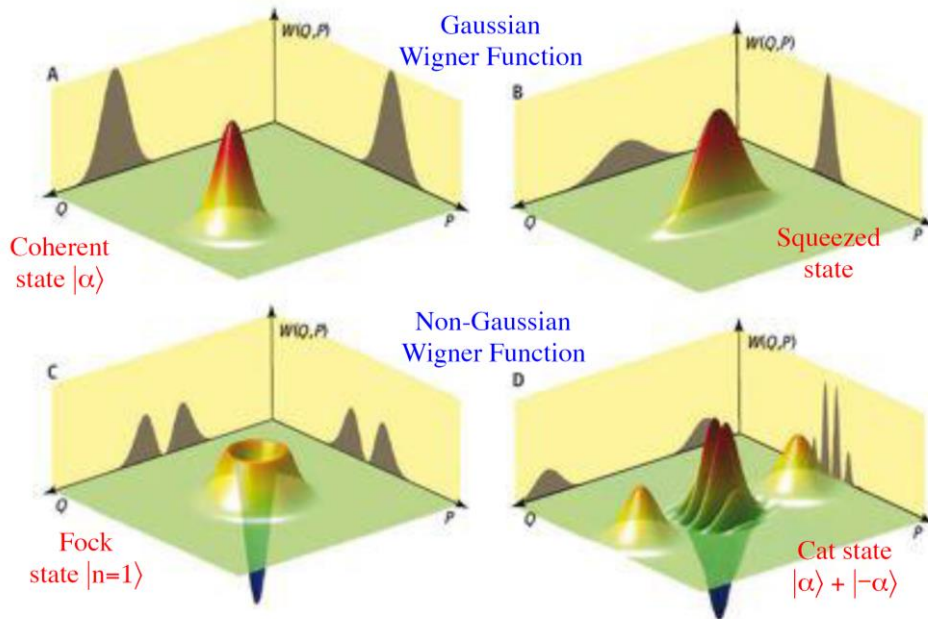 Gaussian
Wigner Function
W(Q,P)
A
Q
P
Coherent
state |α⟩
W(Q,P)
B
Q
P
Squeezed
state
Non-Gaussian
Wigner Function
W(Q,P)
C
Q
P
Fock
state |n=1⟩
W(Q,P)
D
Q
P
Cat state
|α⟩ + |−α⟩